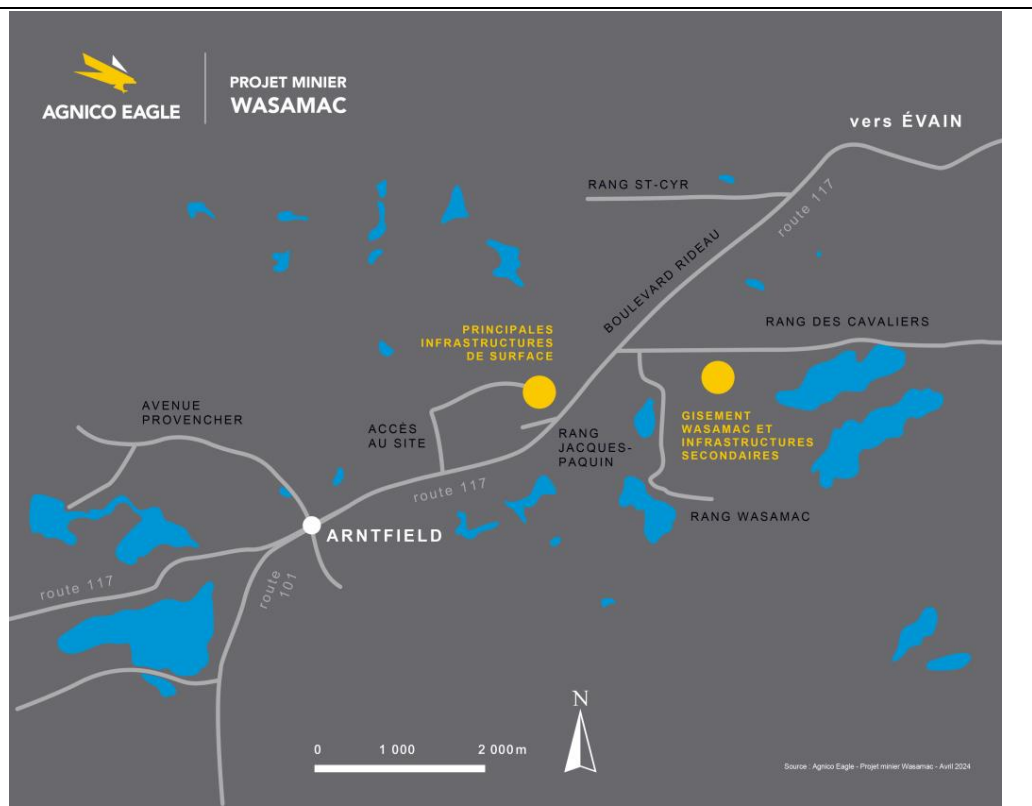 AGNICO EAGLE
PROJET MINIER
WASAMAC
vers ÉVAIN
RANG ST-CYR
route 117
BOULEVARD RIDEAU
RANG DES CAVALIERS
PRINCIPALES
INFRASTRUCTURES
DE SURFACE
AVENUE
PROVENCHER
ACCÈS
AU SITE
RANG
JACQUES-
PAQUIN
GISEMENT
WASAMAC ET
INFRASTRUCTURES
SECONDAIRES
route 117
RANG WASAMAC
ARNTFIELD
route 117
route
101
N
0 1 000 2 000m
Source : Agnico Eagle - Projet minier Wasamac - Avril 2024